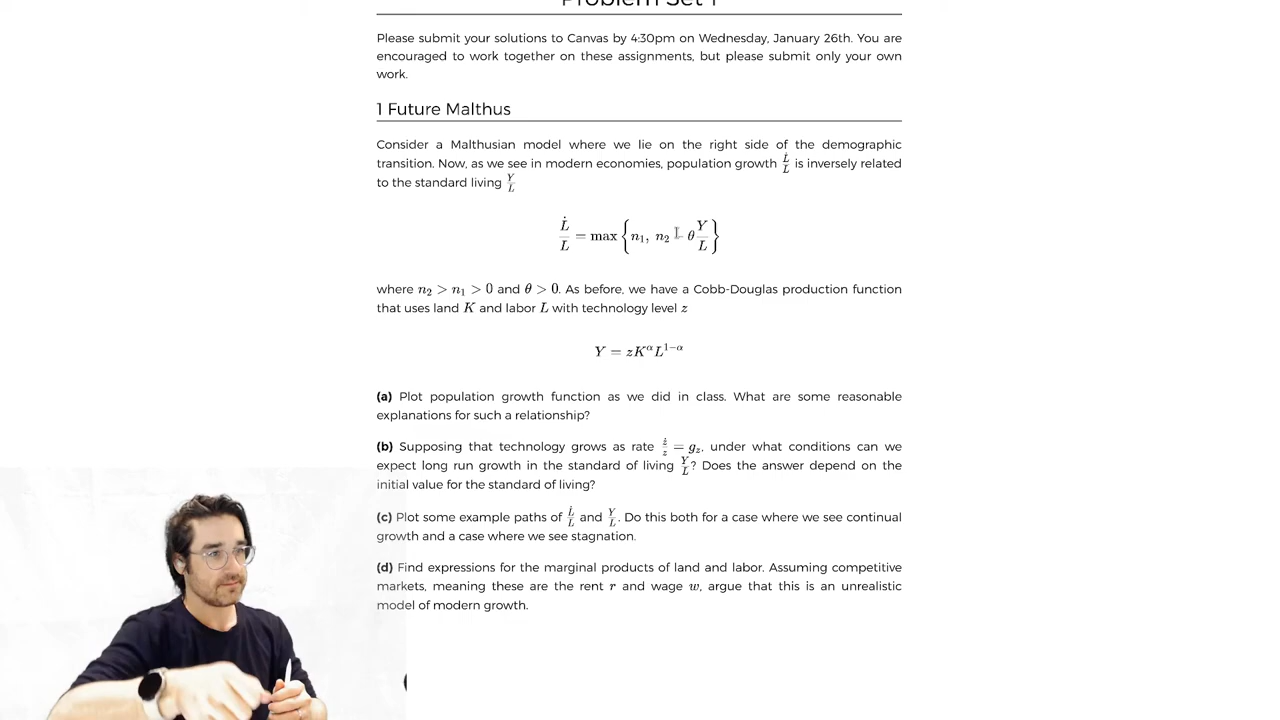 Problem Set 1
Please submit your solutions to Canvas by 4:30pm on Wednesday, January 26th. You are
encouraged to work together on these assignments, but please submit only your own
work.
1 Future Malthus
Consider a Malthusian model where we lie on the right side of the demographic
transition. Now, as we see in modern economies, population growth L̇/L is inversely related
to the standard living Y/L
L̇/L = max { n₁, n₂ − θ Y/L }
where n₂ > n₁ > 0 and θ > 0. As before, we have a Cobb-Douglas production function
that uses land K and labor L with technology level z
Y = zK^α L^{1−α}
(a) Plot population growth function as we did in class. What are some reasonable
explanations for such a relationship?
(b) Supposing that technology grows as rate ż/z = g_z, under what conditions can we
expect long run growth in the standard of living Y/L? Does the answer depend on the
initial value for the standard of living?
(c) Plot some example paths of L̇/L and Y/L. Do this both for a case where we see continual
growth and a case where we see stagnation.
(d) Find expressions for the marginal products of land and labor. Assuming competitive
markets, meaning these are the rent r and wage w, argue that this is an unrealistic
model of modern growth.